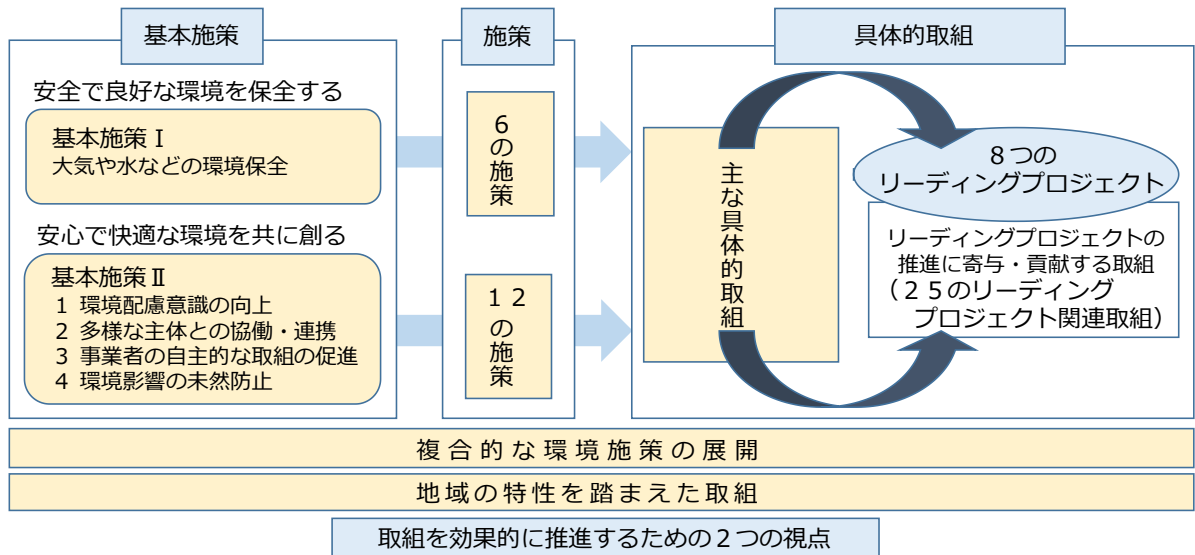 基本施策
安全で良好な環境を保全する
基本施策Ⅰ
大気や水などの環境保全
安心で快適な環境を共に創る
基本施策Ⅱ
１ 環境配慮意識の向上
２ 多様な主体との協働・連携
３ 事業者の自主的な取組の促進
４ 環境影響の未然防止
施策
６の施策
１２の施策
具体的取組
主な具体的取組
８つの
リーディングプロジェクト
リーディングプロジェクトの
推進に寄与・貢献する取組
（２５のリーディング
プロジェクト関連取組）
複合的な環境施策の展開
地域の特性を踏まえた取組
取組を効果的に推進するための２つの視点